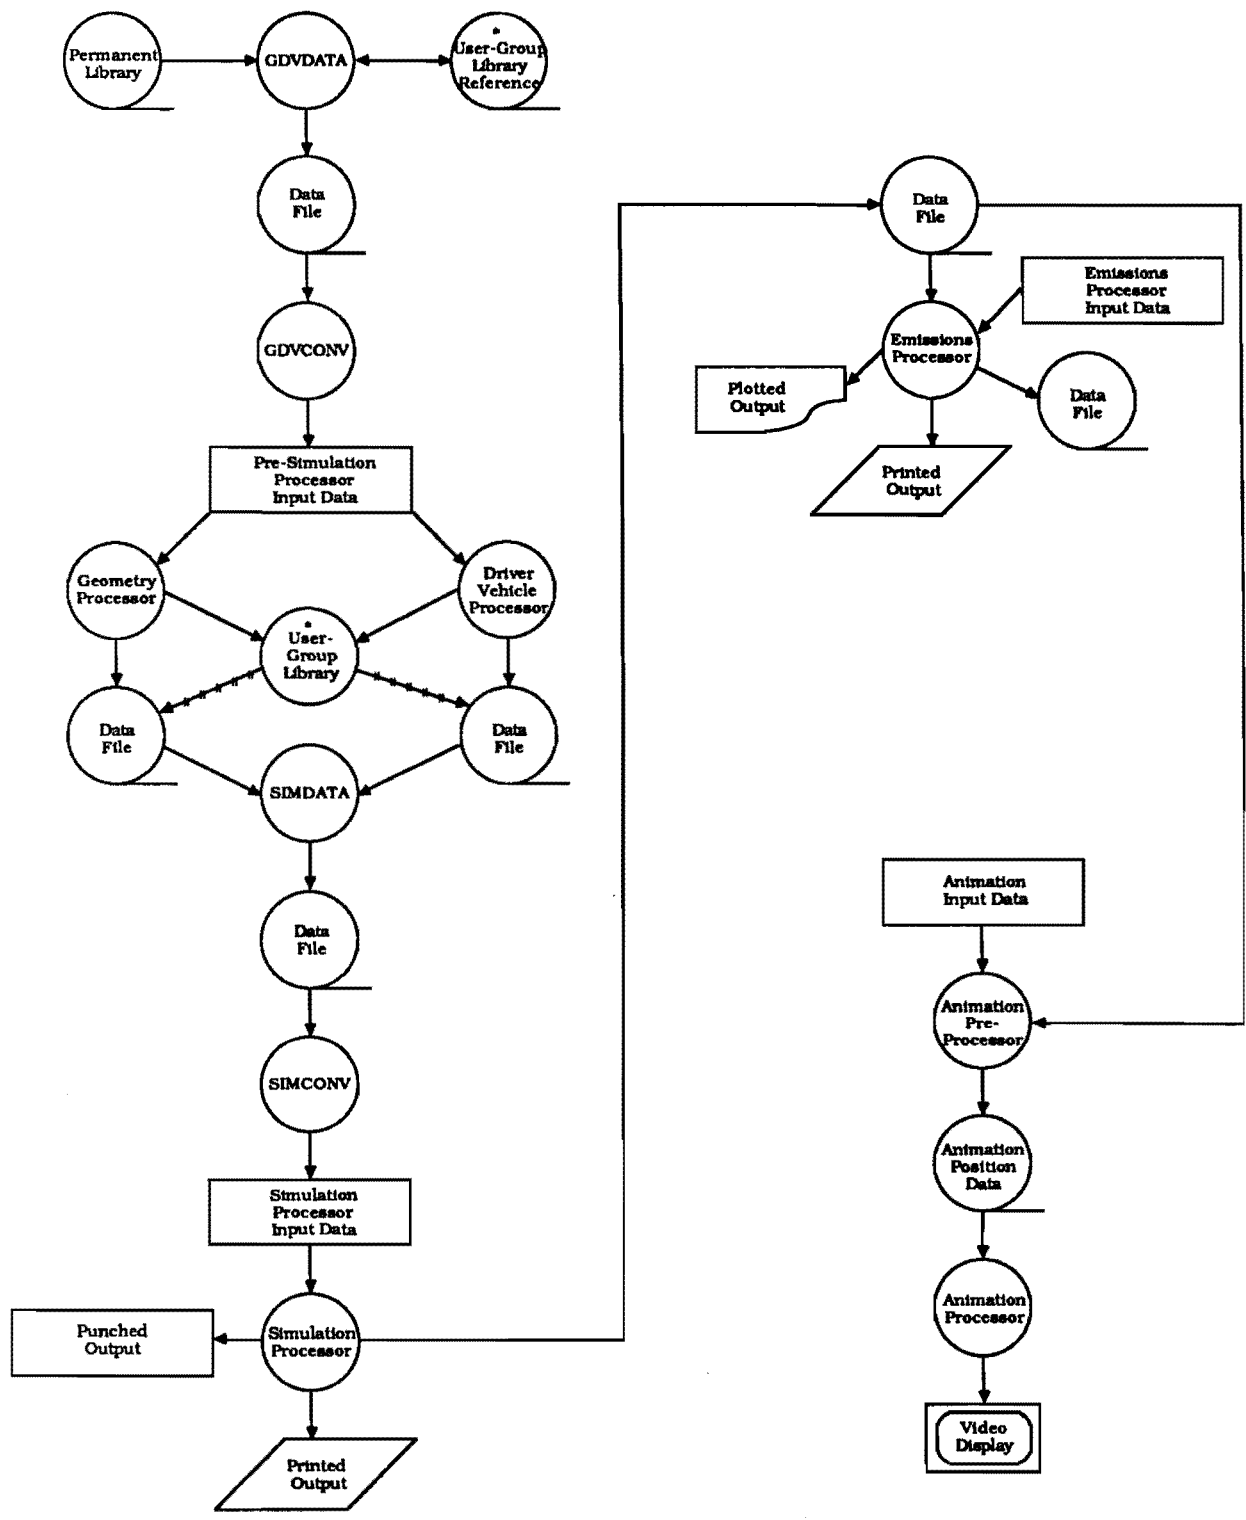 Permanent
Library
GDVDATA
*
User-Group
Library
Reference
Data
File
GDVCONV
Pre-Simulation
Processor
Input Data
Geometry
Processor
Driver
Vehicle
Processor
*
User-
Group
Library
Data
File
Data
File
SIMDATA
Data
File
SIMCONV
Simulation
Processor
Input Data
Punched
Output
Simulation
Processor
Printed
Output
Data
File
Emissions
Processor
Input Data
Emissions
Processor
Plotted
Output
Data
File
Printed
Output
Animation
Input Data
Animation
Pre-
Processor
Animation
Position
Data
Animation
Processor
Video
Display